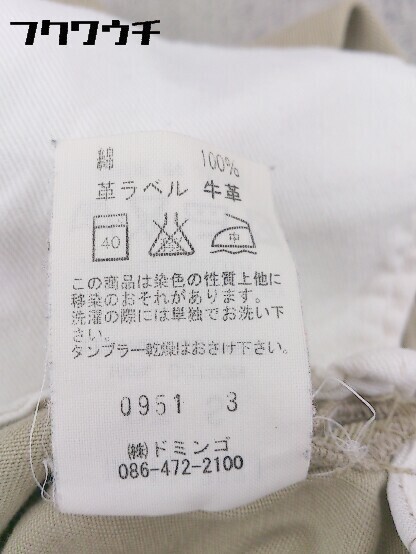 フクワウチ
綿 100%
革ラベル 牛革
40
中
この商品は染色の性質上他に
移染のおそれがあります。
洗濯の際には単独でお洗い下
さい。
タンブラー乾燥はおさけ下さい。
0951 3
㈱ドミンゴ
086-472-2100